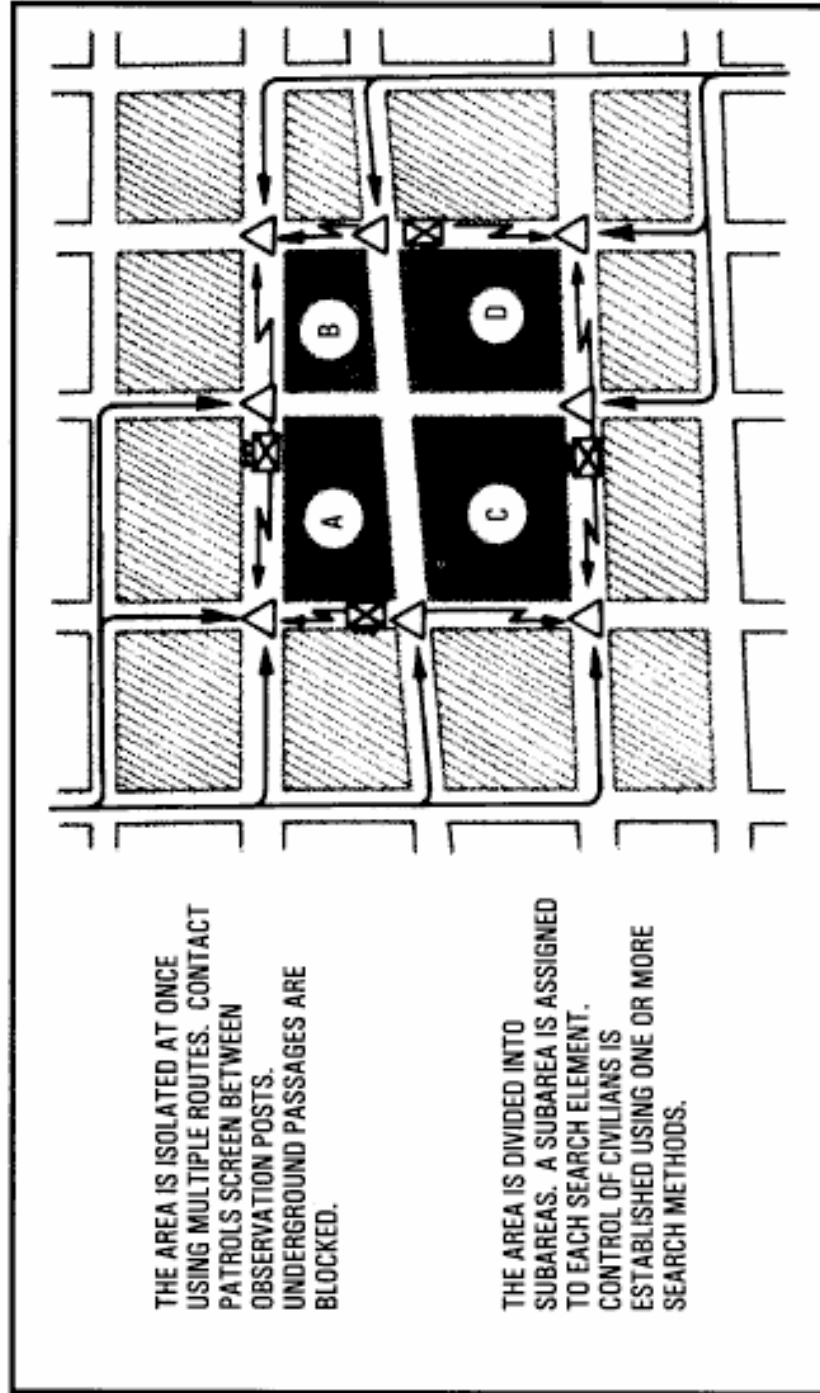 THE AREA IS ISOLATED AT ONCE
USING MULTIPLE ROUTES. CONTACT
PATROLS SCREEN BETWEEN
OBSERVATION POSTS.
UNDERGROUND PASSAGES ARE
BLOCKED.
THE AREA IS DIVIDED INTO
SUBAREAS. A SUBAREA IS ASSIGNED
TO EACH SEARCH ELEMENT.
CONTROL OF CIVILIANS IS
ESTABLISHED USING ONE OR MORE
SEARCH METHODS.
A
B
C
D